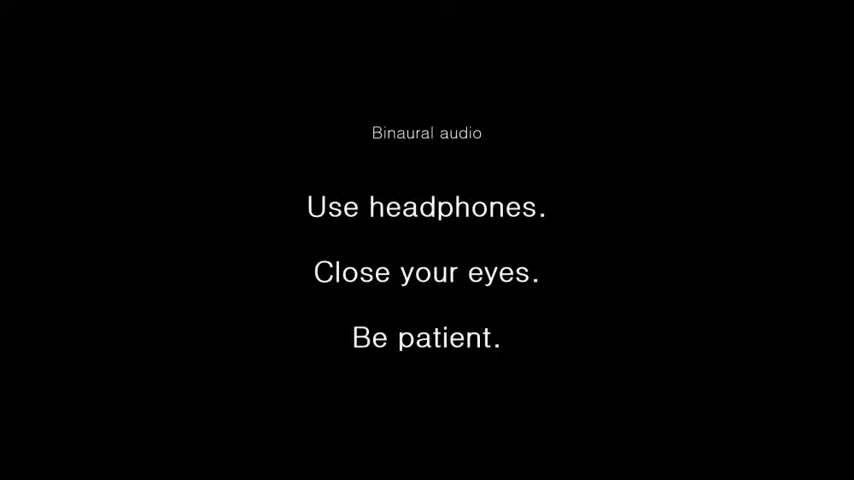 Binaural audio
Use headphones.
Close your eyes.
Be patient.